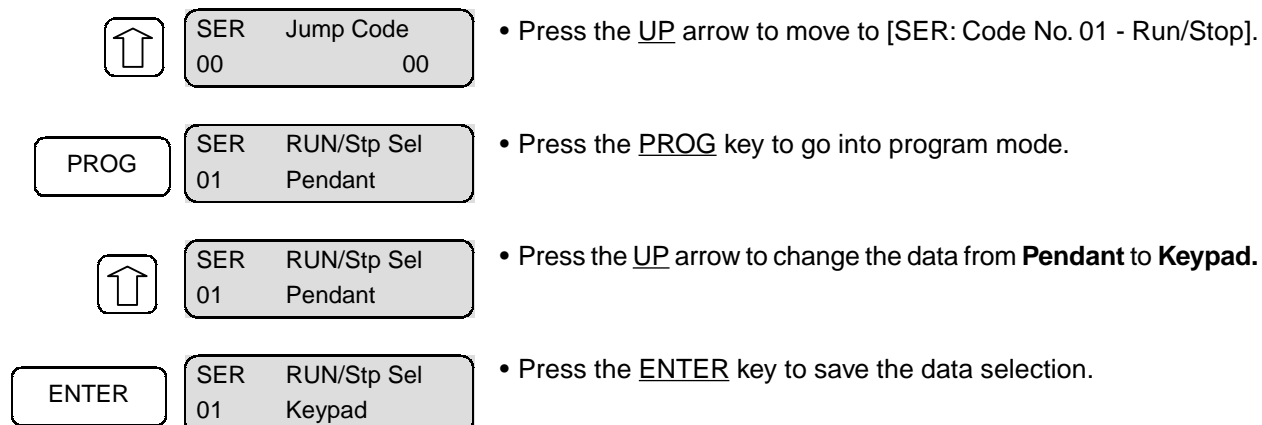 SER Jump Code
00 00
• Press the UP arrow to move to [SER: Code No. 01 - Run/Stop].
PROG
SER RUN/Stp Sel
01 Pendant
• Press the PROG key to go into program mode.
SER RUN/Stp Sel
01 Pendant
• Press the UP arrow to change the data from Pendant to Keypad.
ENTER
SER RUN/Stp Sel
01 Keypad
• Press the ENTER key to save the data selection.